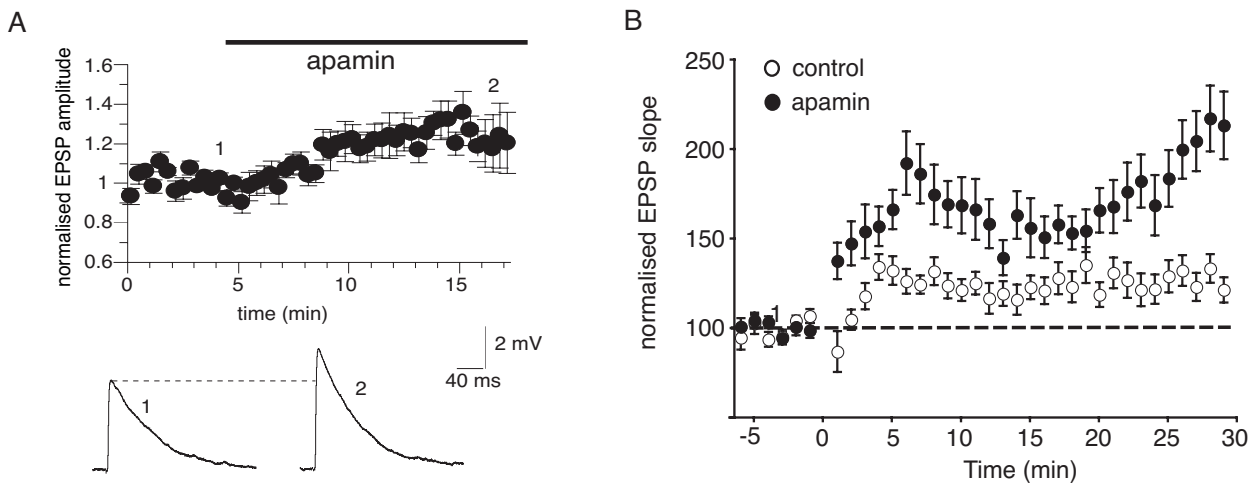 A
apamin
normalised EPSP amplitude
1.6
1.4
1.2
1
0.8
0.6
1
2
0
5
10
15
time (min)
2 mV
40 ms
1
2
B
control
apamin
normalised EPSP slope
250
200
150
100
1
-5
0
5
10
15
20
25
30
Time (min)